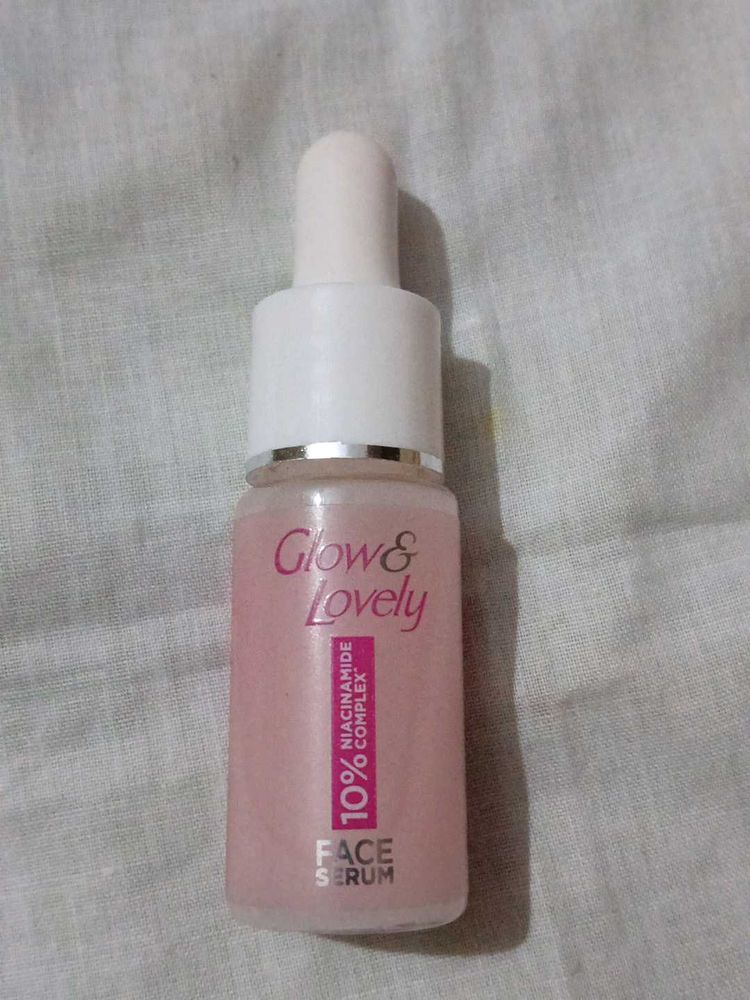 Glow&
Lovely
10% NIACINAMIDE
COMPLEX*
FACE
SERUM